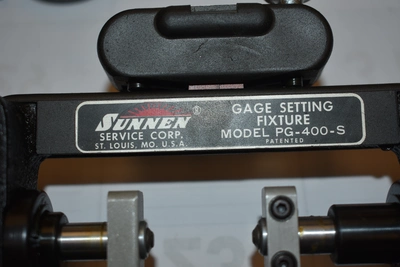 SUNNEN ®
SERVICE CORP.
ST. LOUIS, MO. U.S.A.
GAGE SETTING
FIXTURE
MODEL PG-400-S
PATENTED